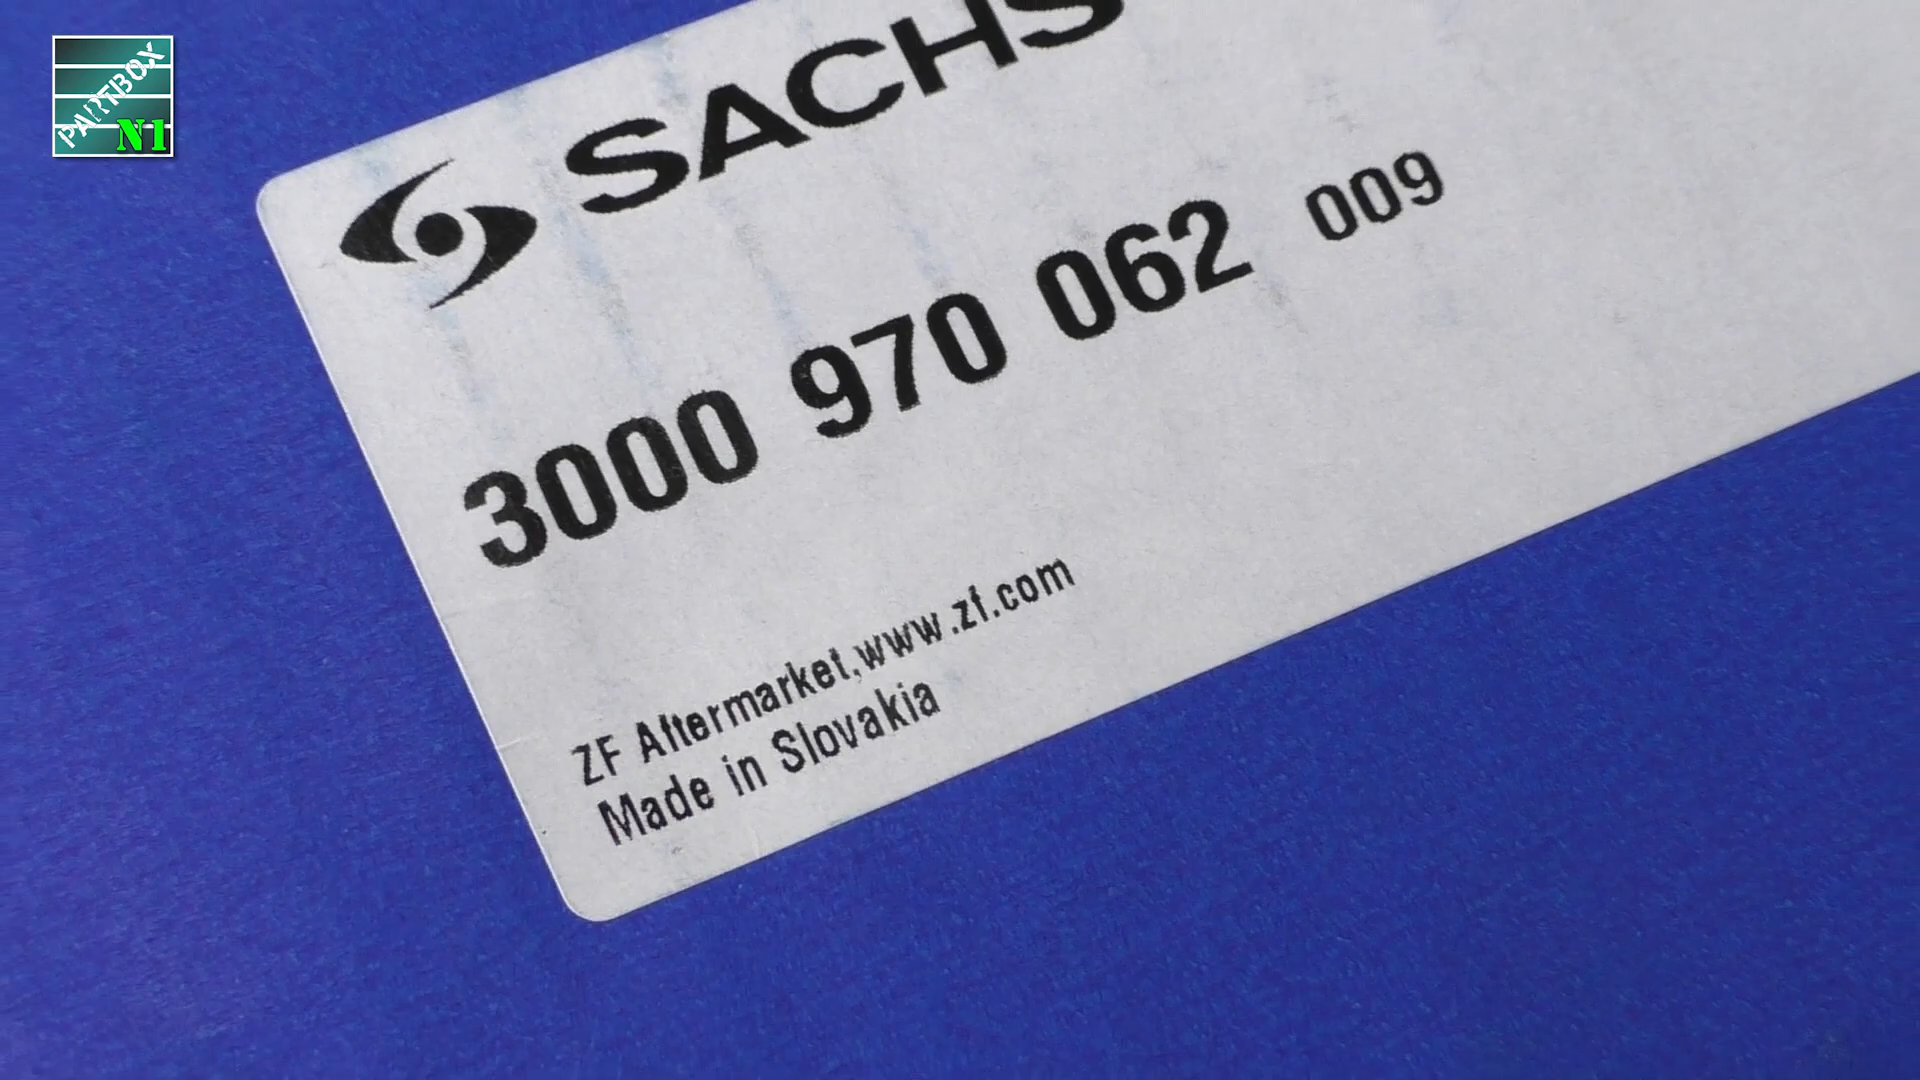 PARTBOX
N1
SACHS
3000 970 062 009
ZF Aftermarket,www.zf.com
Made in Slovakia